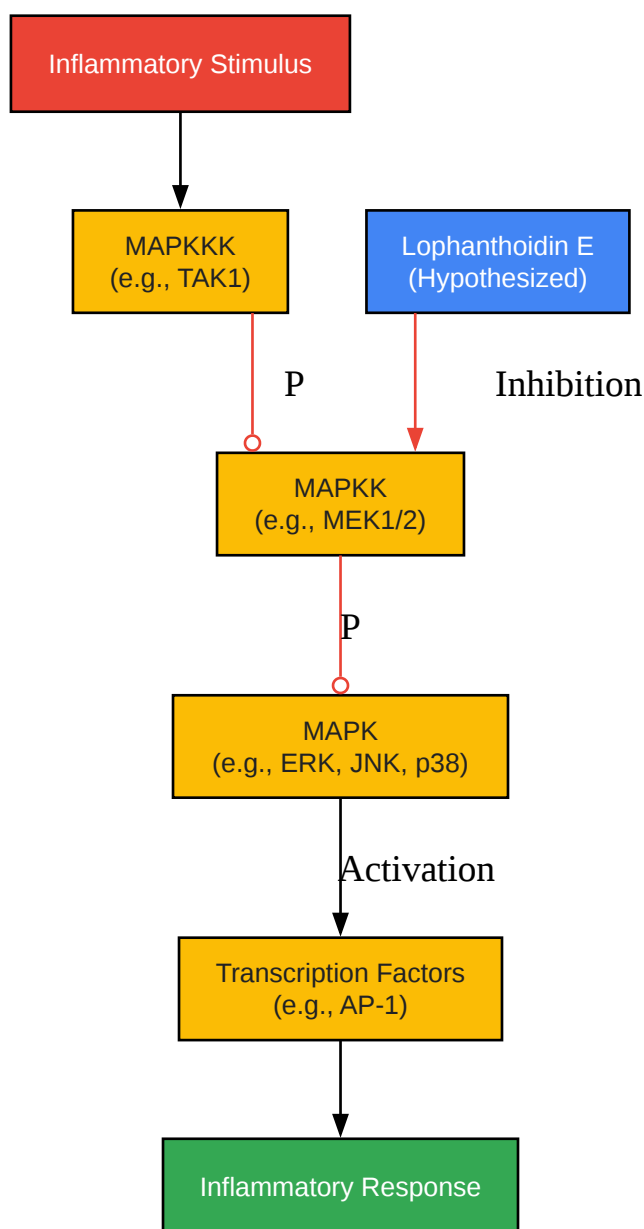 Inflammatory Stimulus
MAPKKK
(e.g., TAK1)
Lophanthoidin E
(Hypothesized)
P
Inhibition
MAPKK
(e.g., MEK1/2)
P
MAPK
(e.g., ERK, JNK, p38)
Activation
Transcription Factors
(e.g., AP-1)
Inflammatory Response